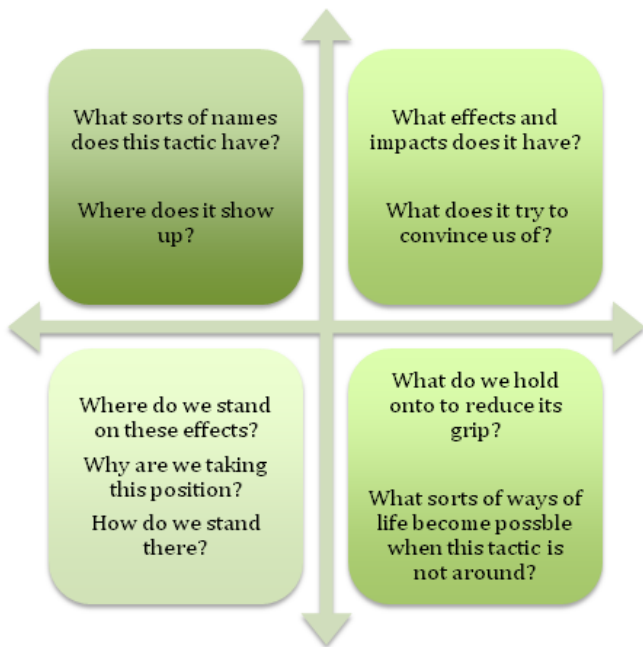 What sorts of names
does this tactic have?
Where does it show
up?
What effects and
impacts does it have?
What does it try to
convince us of?
Where do we stand
on these effects?
Why are we taking
this position?
How do we stand
there?
What do we hold
onto to reduce its
grip?
What sorts of ways of
life become possble
when this tactic is
not around?